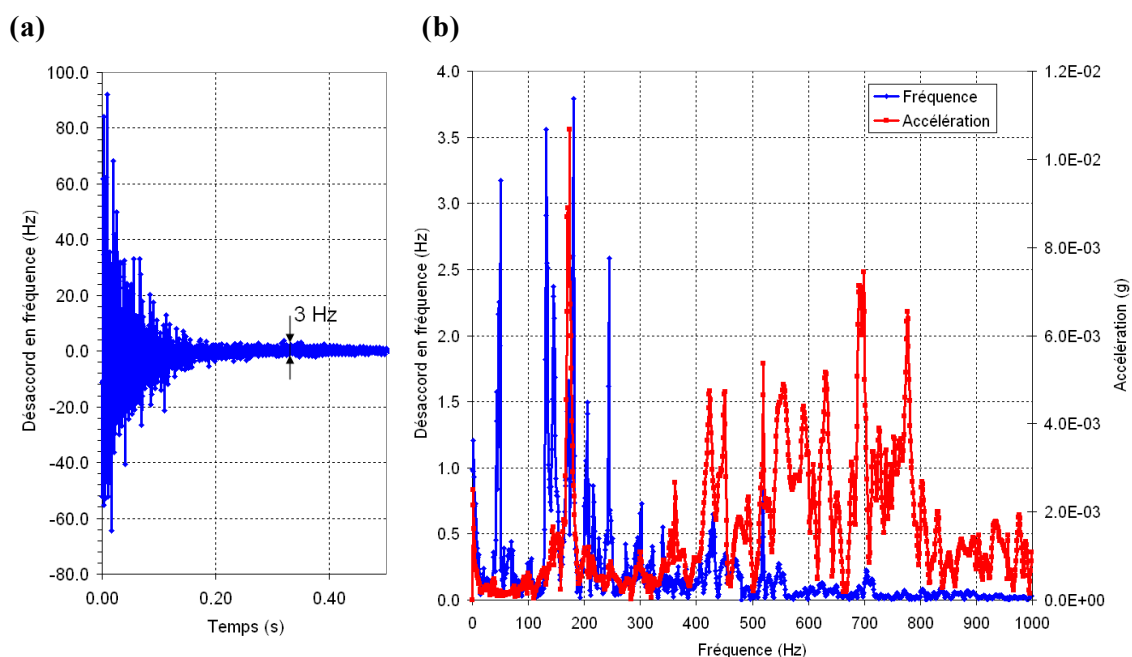 (a)
(b)
Désaccord en fréquence (Hz)
100.0
80.0
60.0
40.0
20.0
0.0
-20.0
-40.0
-60.0
-80.0
3 Hz
0.00
0.20
0.40
Temps (s)
Désaccord en fréquence (Hz)
4.0
3.5
3.0
2.5
2.0
1.5
1.0
0.5
0.0
Fréquence
Accélération
1.2E-02
1.0E-02
8.0E-03
6.0E-03
4.0E-03
2.0E-03
0.0E+00
Accélération (g)
0 100 200 300 400 500 600 700 800 900 1000
Fréquence (Hz)